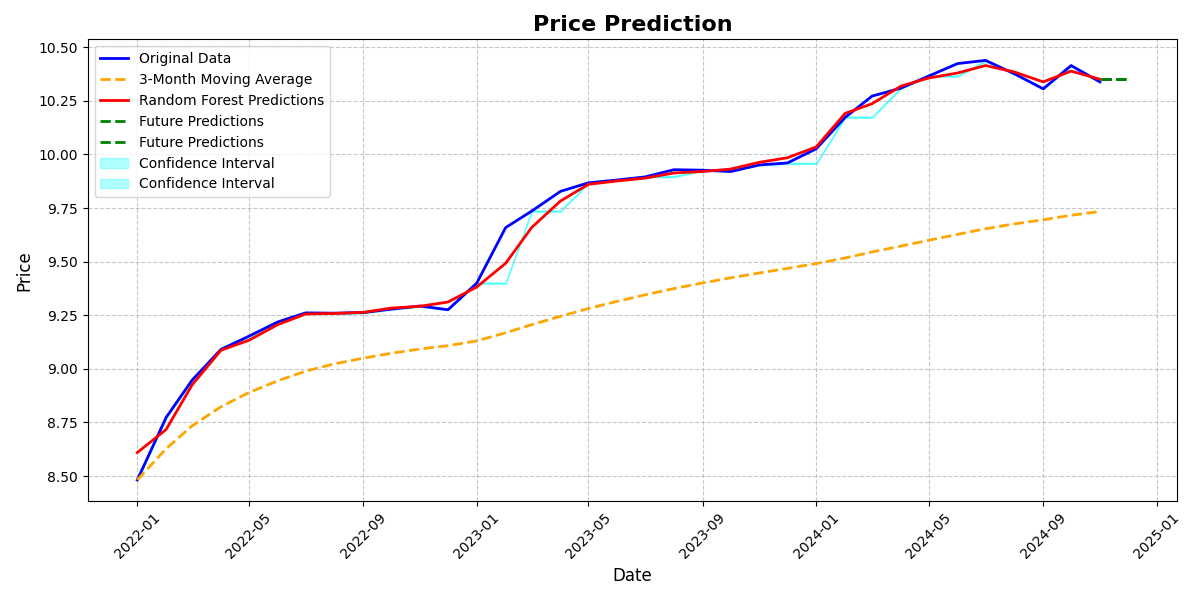 Price Prediction
Original Data
3-Month Moving Average
Random Forest Predictions
Future Predictions
Future Predictions
Confidence Interval
Confidence Interval
10.50
10.25
10.00
9.75
9.50
9.25
9.00
8.75
8.50
Price
2022-01
2022-05
2022-09
2023-01
2023-05
2023-09
2024-01
2024-05
2024-09
2025-01
Date